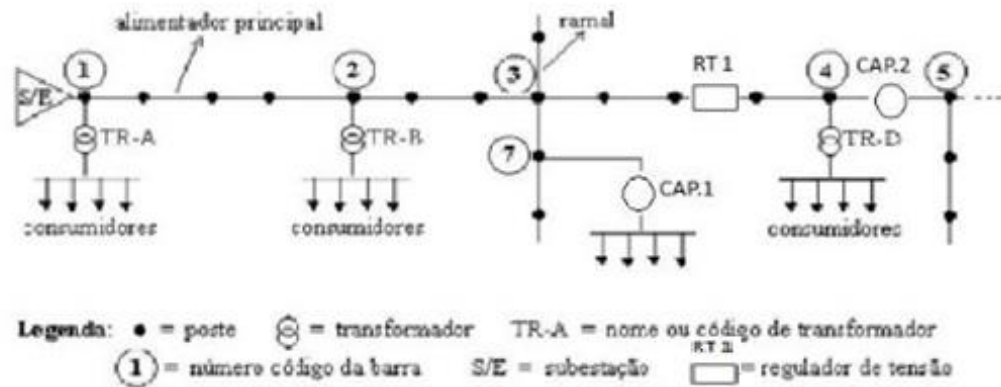 alimentador principal
ramal
S/E
1
2
3
RT 1
4
CAP.2
5
TR-A
TR-B
7
CAP.1
TR-D
consumidores
consumidores
consumidores
Legenda: = poste = transformador TR-A = nome ou código de transformador
1 = número código da barra S/E = subestação = regulador de tensão